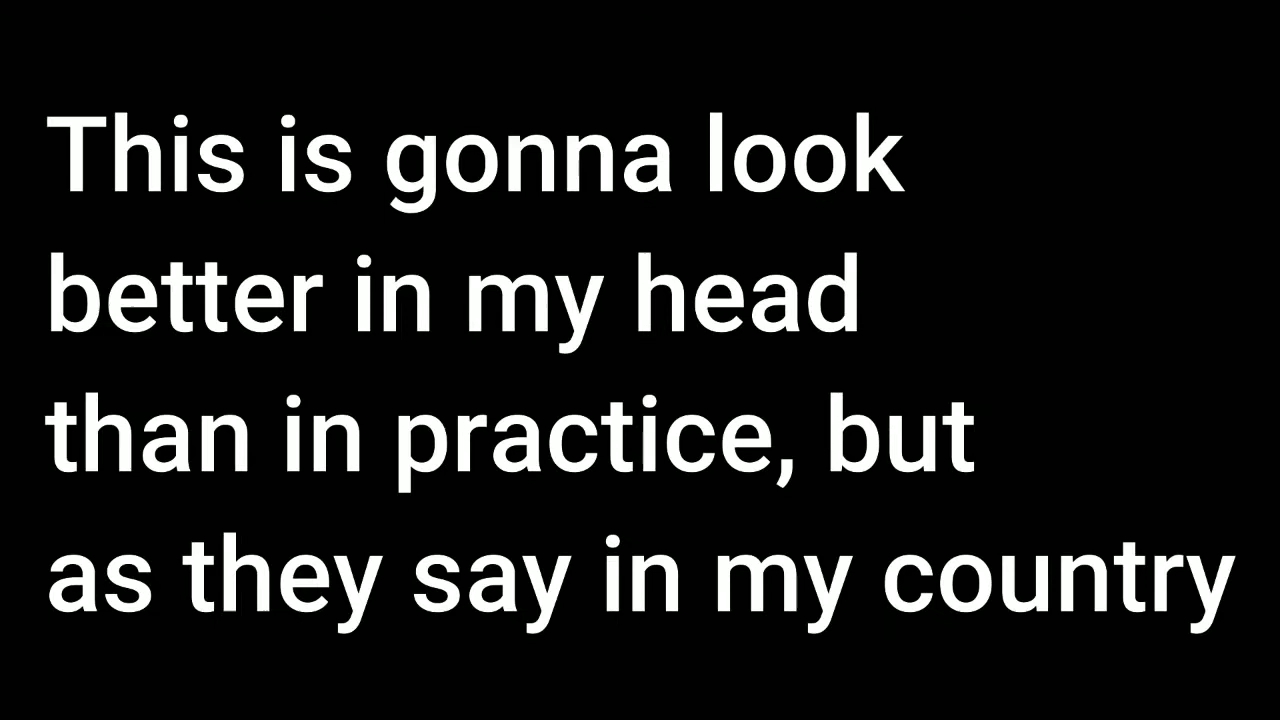 This is gonna look
better in my head
than in practice, but
as they say in my country